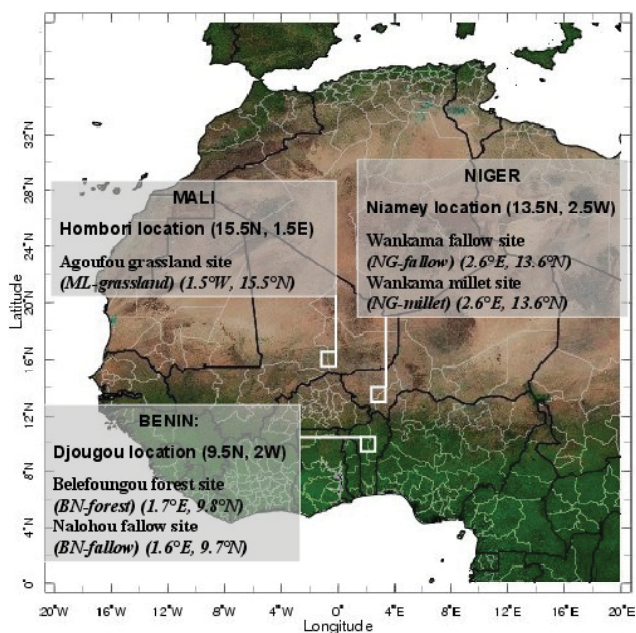 MALI
Hombori location (15.5N, 1.5E)
Agoufou grassland site
(ML-grassland) (1.5°W, 15.5°N)
NIGER
Niamey location (13.5N, 2.5W)
Wankama fallow site
(NG-fallow) (2.6°E, 13.6°N)
Wankama millet site
(NG-millet) (2.6°E, 13.6°N)
BENIN:
Djougou location (9.5N, 2W)
Belefoungou forest site
(BN-forest) (1.7°E, 9.8°N)
Nalohou fallow site
(BN-fallow) (1.6°E, 9.7°N)
Latitude
32°N
28°N
24°N
20°N
16°N
12°N
8°N
4°N
0°
20°W
16°W
12°W
8°W
4°W
0°
4°E
8°E
12°E
16°E
20°E
Longitude